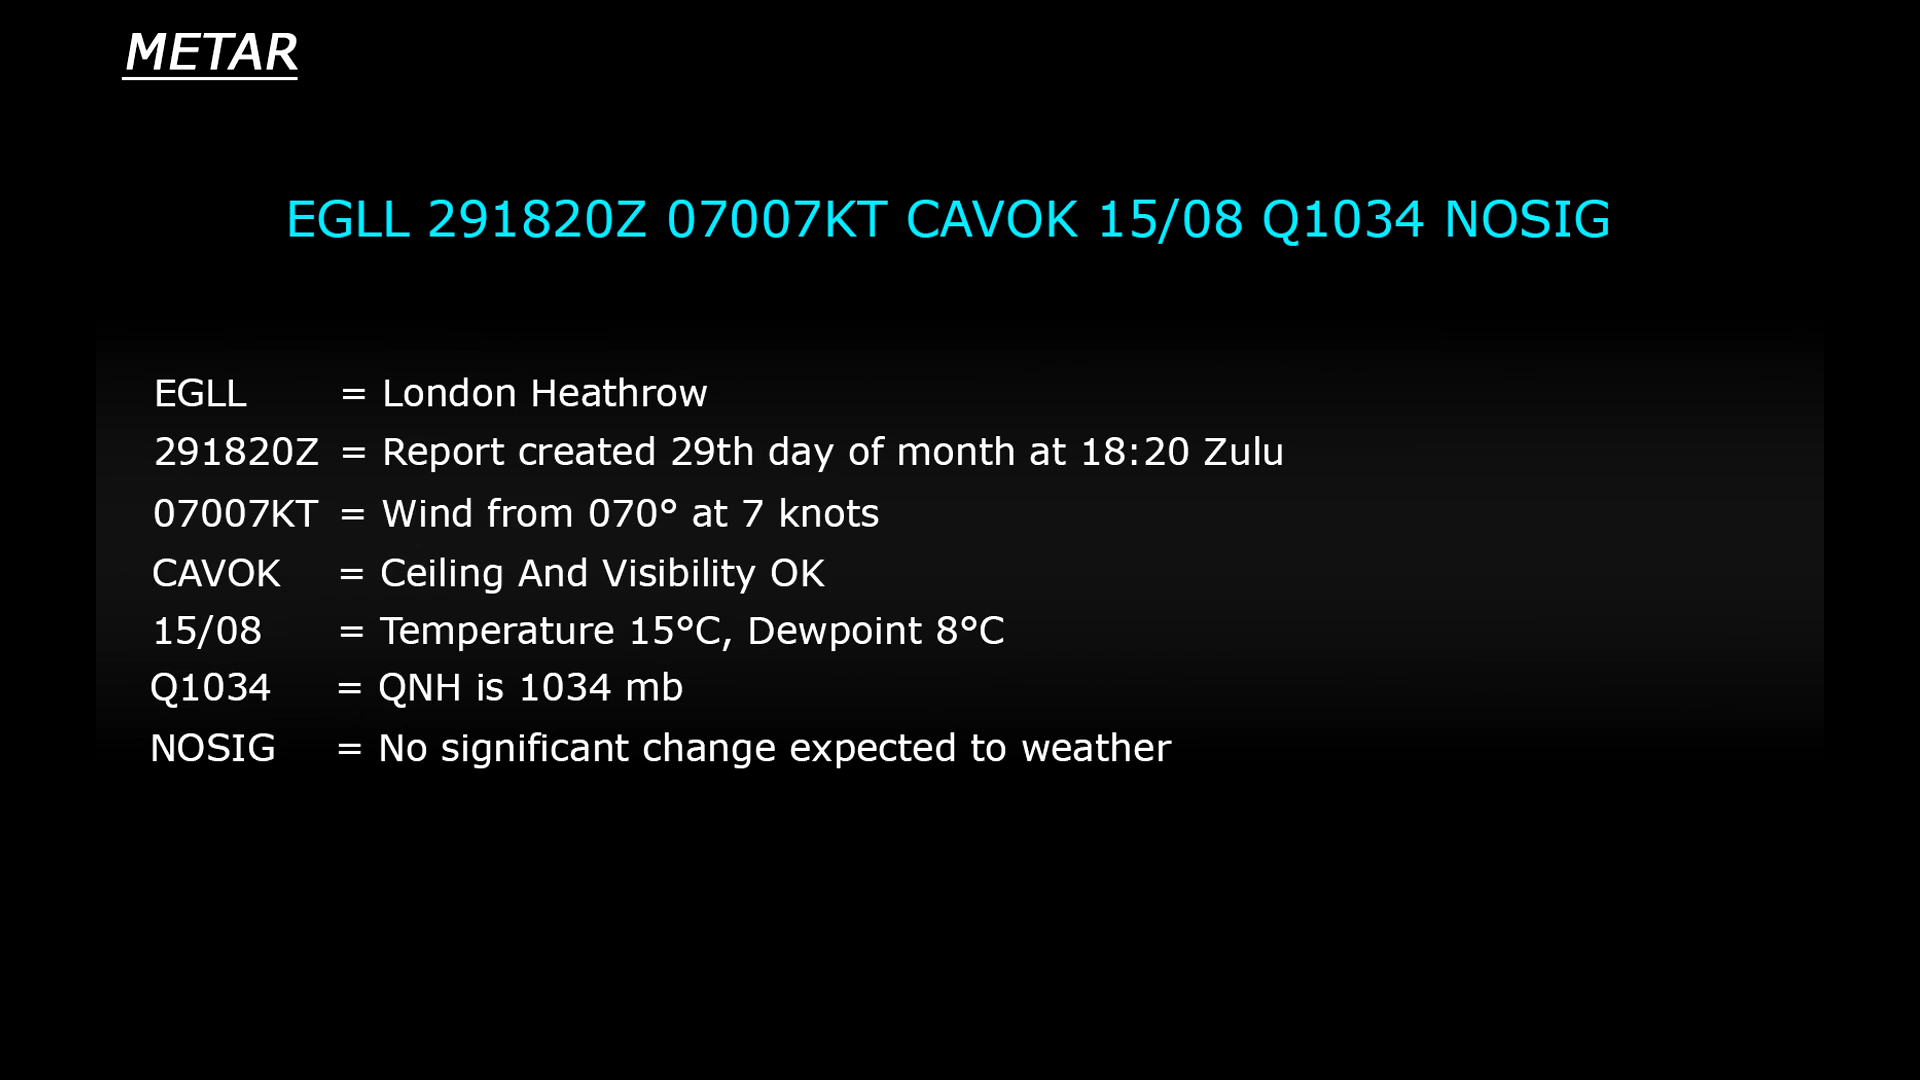 METAR
EGLL 291820Z 07007KT CAVOK 15/08 Q1034 NOSIG
EGLL = London Heathrow
291820Z = Report created 29th day of month at 18:20 Zulu
07007KT = Wind from 070° at 7 knots
CAVOK = Ceiling And Visibility OK
15/08 = Temperature 15°C, Dewpoint 8°C
Q1034 = QNH is 1034 mb
NOSIG = No significant change expected to weather